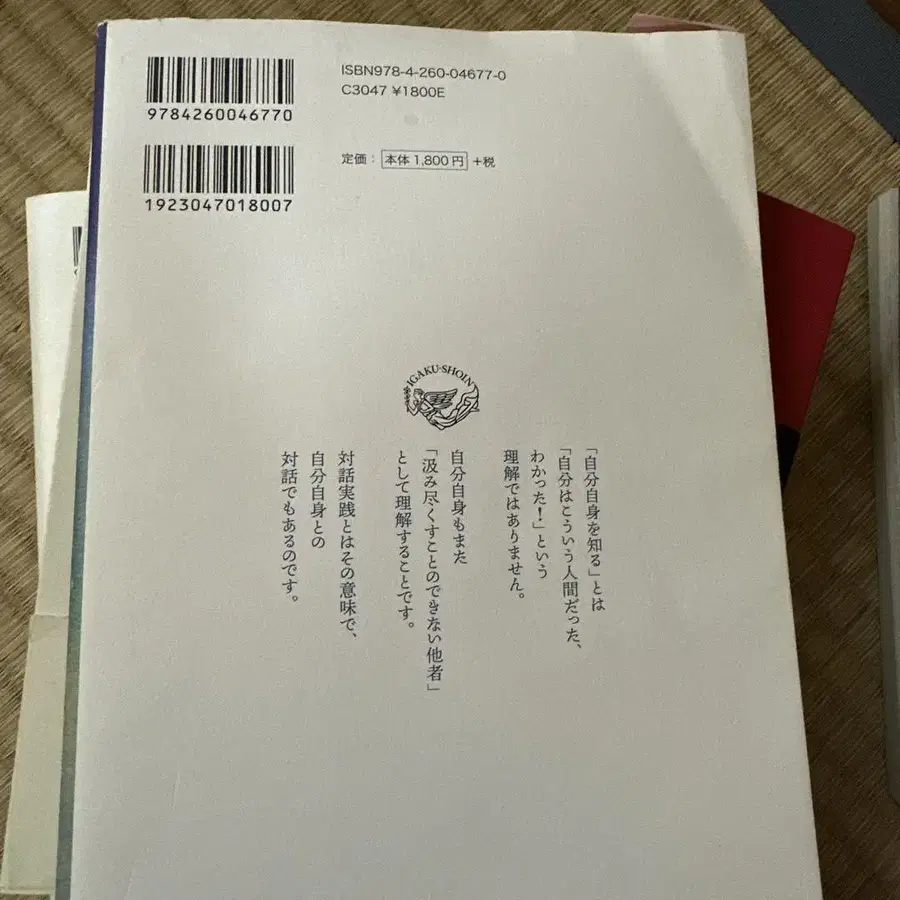 ISBN978-4-260-04677-0
C3047 ¥1800E
9784260046770
定価：本体1,800円+税
1923047018007
IGAKU-SHOIN
「自分自身を知る」とは
「自分はこういう人間だった、
わかった！」という
理解ではありません。
自分自身もまた
「汲み尽くすことのできない他者」
として理解することです。
対話実践とはその意味で、
自分自身との
対話でもあるのです。